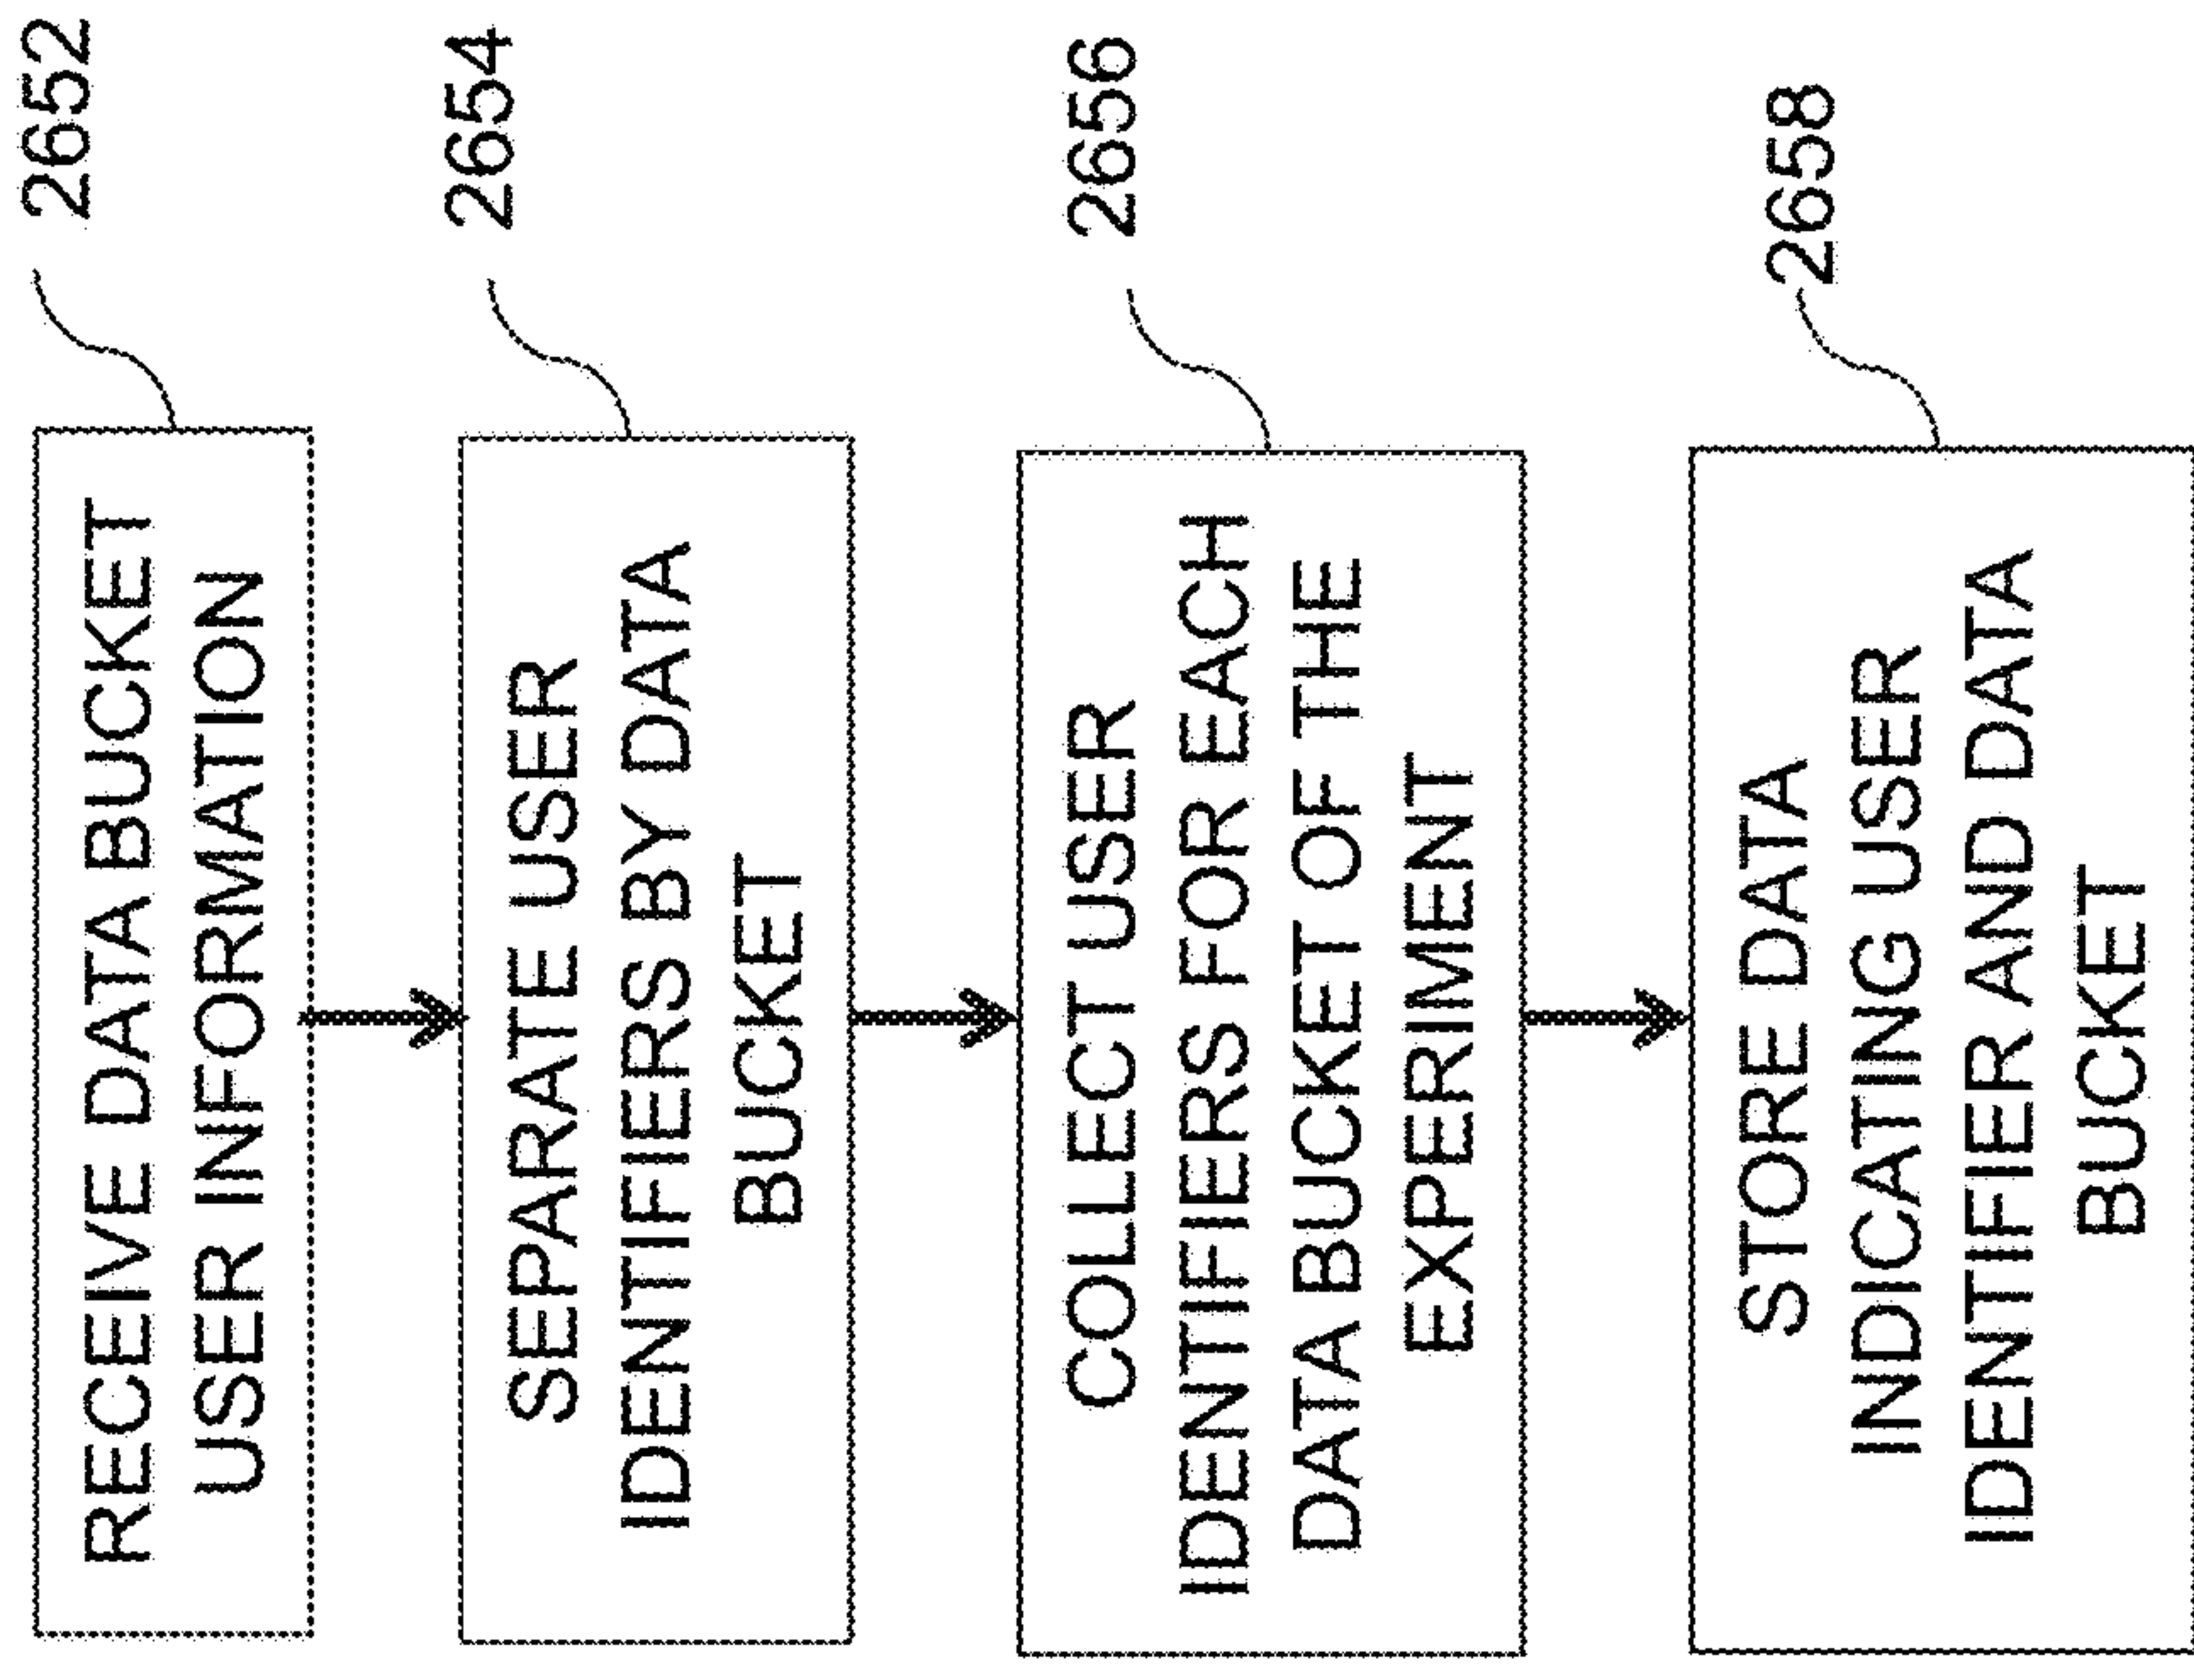 2652
RECEIVE DATA BUCKET
USER INFORMATION
2654
SEPARATE USER
IDENTIFIERS BY DATA
BUCKET
2656
COLLECT USER
IDENTIFIERS FOR EACH
DATA BUCKET OF THE
EXPERIMENT
2658
STORE DATA
INDICATING USER
IDENTIFIER AND DATA
BUCKET